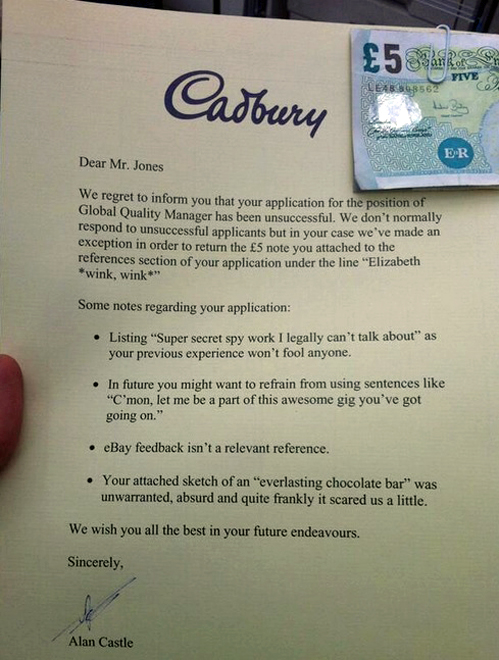 £5 Bank of
FIVE
LE48 998562
E R
Cadbury
Dear Mr. Jones
We regret to inform you that your application for the position of
Global Quality Manager has been unsuccessful. We don’t normally
respond to unsuccessful applicants but in your case we’ve made an
exception in order to return the £5 note you attached to the
references section of your application under the line “Elizabeth
*wink, wink*”
Some notes regarding your application:
• Listing “Super secret spy work I legally can’t talk about” as
your previous experience won’t fool anyone.
• In future you might want to refrain from using sentences like
“C’mon, let me be a part of this awesome gig you’ve got
going on.”
• eBay feedback isn’t a relevant reference.
• Your attached sketch of an “everlasting chocolate bar” was
unwarranted, absurd and quite frankly it scared us a little.
We wish you all the best in your future endeavours.
Sincerely,
Alan Castle